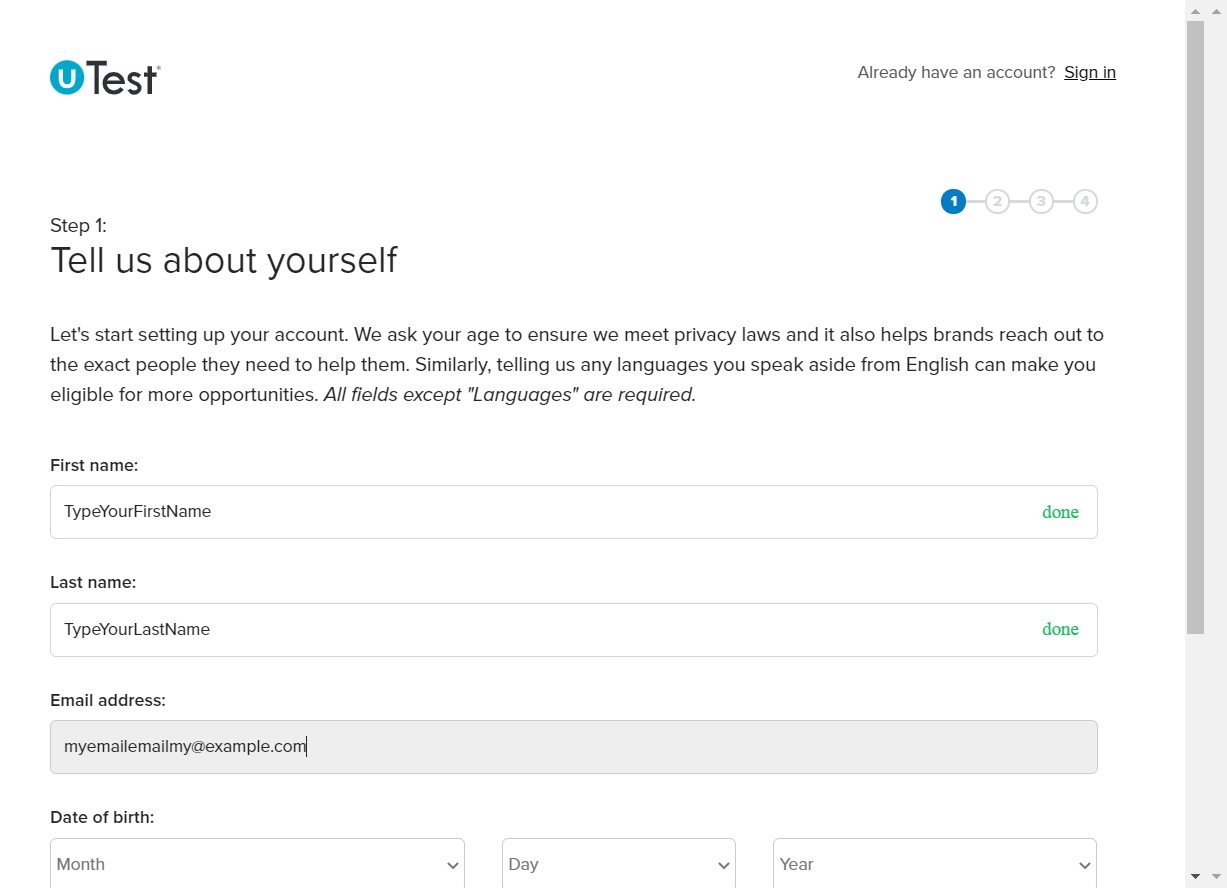 uTest®
Already have an account? Sign in
1 2 3 4
Step 1:
Tell us about yourself
Let's start setting up your account. We ask your age to ensure we meet privacy laws and it also helps brands reach out to
the exact people they need to help them. Similarly, telling us any languages you speak aside from English can make you
eligible for more opportunities. All fields except "Languages" are required.
First name:
TypeYourFirstName done
Last name:
TypeYourLastName done
Email address:
myemailemailmy@example.com
Date of birth:
Month Day Year